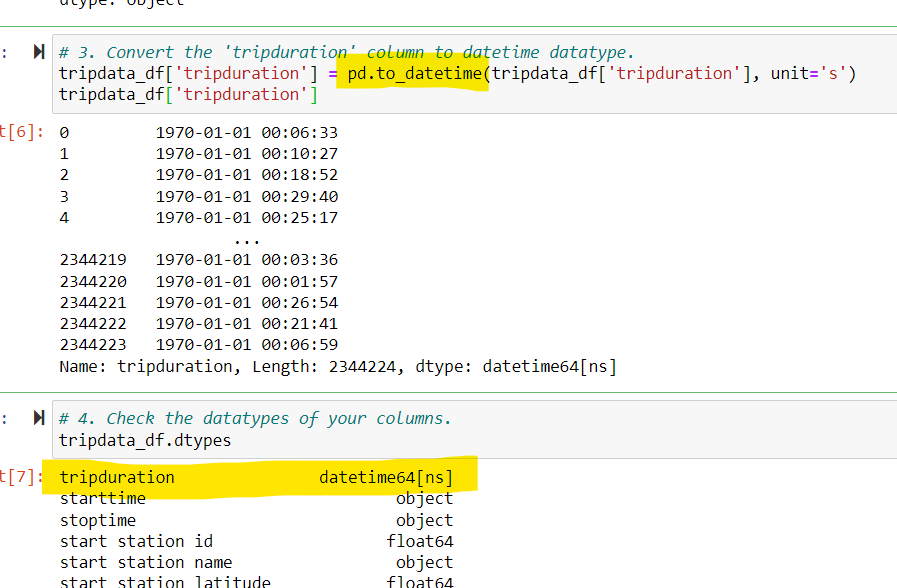 dtype: object
: # 3. Convert the 'tripduration' column to datetime datatype.
tripdata_df['tripduration'] = pd.to_datetime(tripdata_df['tripduration'], unit='s')
tripdata_df['tripduration']
t[6]: 0 1970-01-01 00:06:33
1 1970-01-01 00:10:27
2 1970-01-01 00:18:52
3 1970-01-01 00:29:40
4 1970-01-01 00:25:17
...
2344219 1970-01-01 00:03:36
2344220 1970-01-01 00:01:57
2344221 1970-01-01 00:26:54
2344222 1970-01-01 00:21:41
2344223 1970-01-01 00:06:59
Name: tripduration, Length: 2344224, dtype: datetime64[ns]
: # 4. Check the datatypes of your columns.
tripdata_df.dtypes
t[7]: tripduration datetime64[ns]
starttime object
stoptime object
start station id float64
start station name object
start station latitude float64